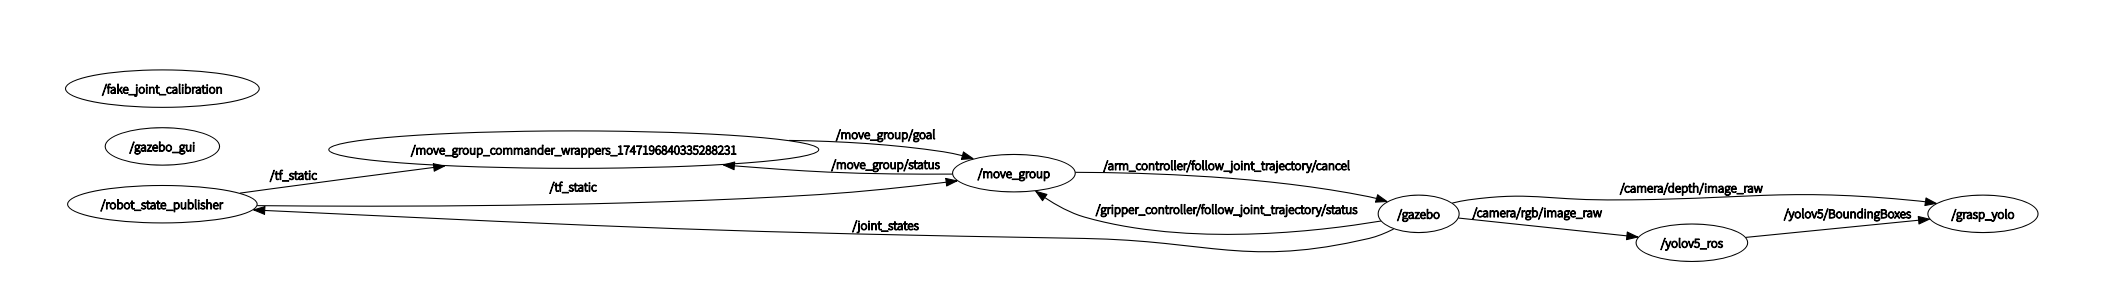 /fake_joint_calibration
/gazebo_gui
/robot_state_publisher
/tf_static
/move_group_commander_wrappers_1747196840335288231
/tf_static
/joint_states
/move_group/goal
/move_group/status
/move_group
/arm_controller/follow_joint_trajectory/cancel
/gripper_controller/follow_joint_trajectory/status
/gazebo
/camera/depth/image_raw
/camera/rgb/image_raw
/yolov5/BoundingBoxes
/yolov5_ros
/grasp_yolo